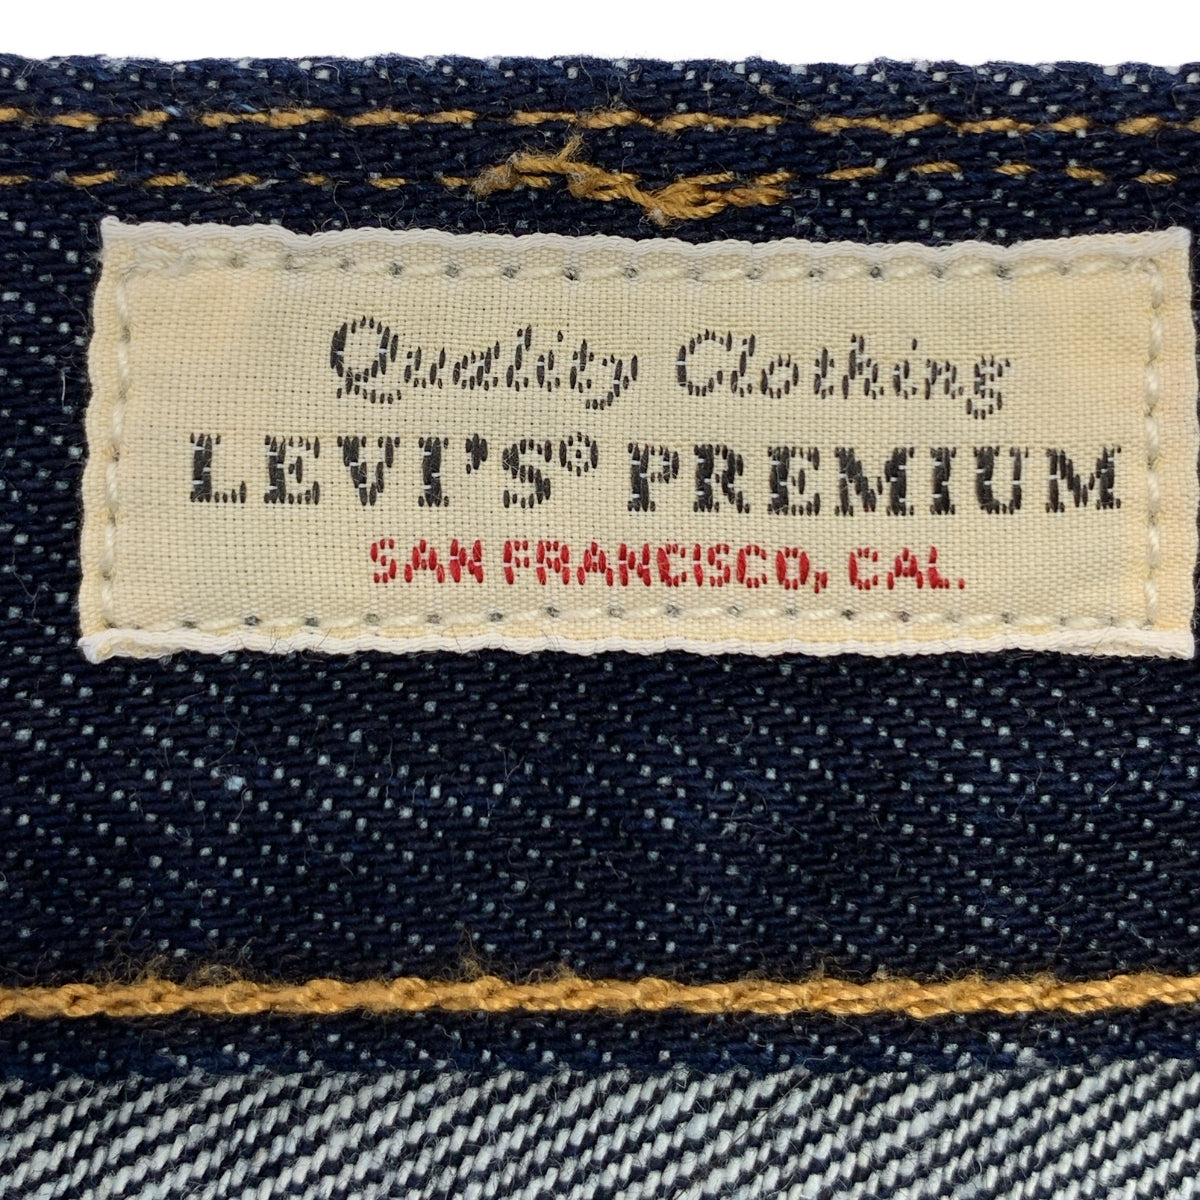 Quality Clothing
LEVI'S® PREMIUM
SAN FRANCISCO, CAL.